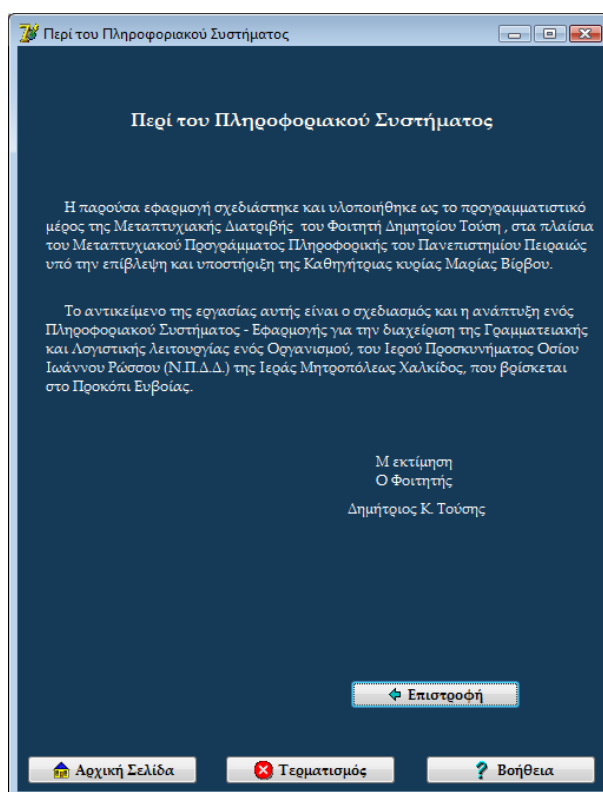 Περί του Πληροφοριακού Συστήματος
Περί του Πληροφοριακού Συστήματος
Η παρούσα εφαρμογή σχεδιάστηκε και υλοποιήθηκε ως το προγραμματιστικό
μέρος της Μεταπτυχιακής Διατριβής του Φοιτητή Δημητρίου Τούση , στα πλαίσια
του Μεταπτυχιακού Προγράμματος Πληροφορικής του Πανεπιστημίου Πειραιώς
υπό την επίβλεψη και υποστήριξη της Καθηγήτριας κυρίας Μαρίας Βίρβου.
Το αντικείμενο της εργασίας αυτής είναι ο σχεδιασμός και η ανάπτυξη ενός
Πληροφοριακού Συστήματος - Εφαρμογής για την διαχείριση της Γραμματειακής
και Λογιστικής λειτουργίας ενός Οργανισμού, του Ιερού Προσκυνήματος Οσίου
Ιωάννου Ρώσσου (Ν.Π.Δ.Δ.) της Ιεράς Μητροπόλεως Χαλκίδος, που βρίσκεται
στο Προκόπι Ευβοίας.
Μ εκτίμηση
Ο Φοιτητής
Δημήτριος Κ. Τούσης
Επιστροφή
Αρχική Σελίδα Τερματισμός Βοήθεια